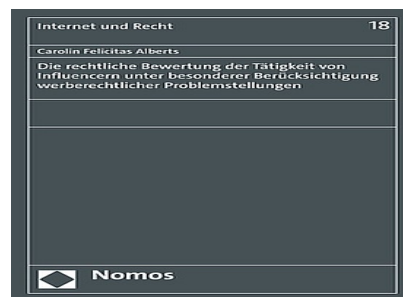 Internet und Recht 18
Carolin Felicitas Alberts
Die rechtliche Bewertung der Tätigkeit von
Influencern unter besonderer Berücksichtigung
werberechtlicher Problemstellungen
Nomos